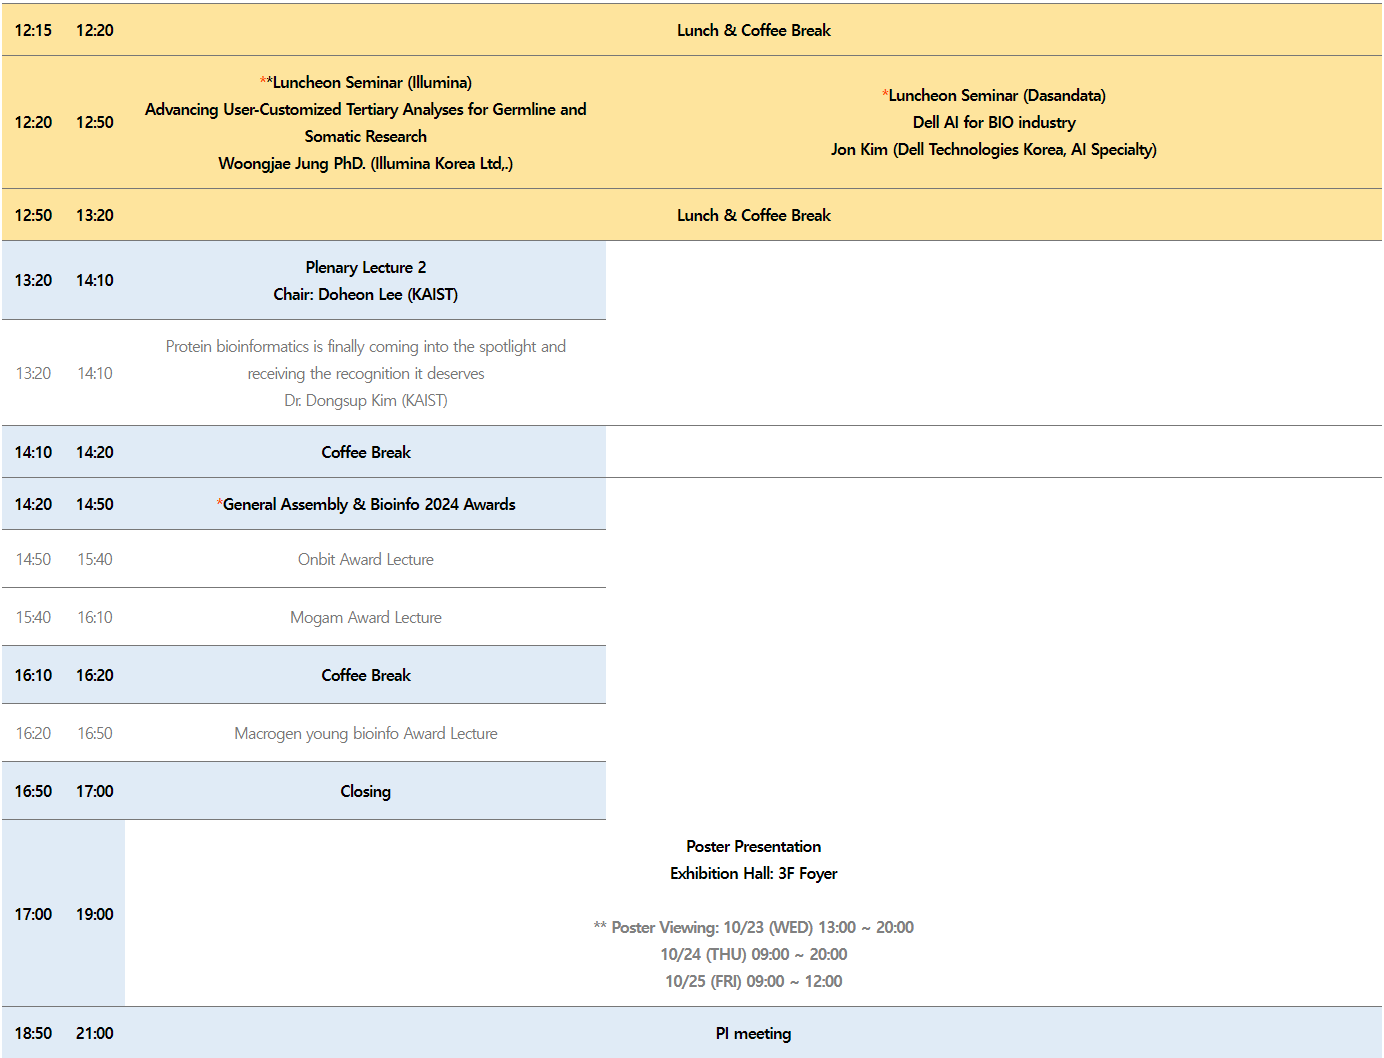 12:15 12:20 Lunch & Coffee Break
12:20 12:50
**Luncheon Seminar (Illumina)
Advancing User-Customized Tertiary Analyses for Germline and
Somatic Research
Woongjae Jung PhD. (Illumina Korea Ltd,.)
*Luncheon Seminar (Dasandata)
Dell AI for BIO industry
Jon Kim (Dell Technologies Korea, AI Specialty)
12:50 13:20 Lunch & Coffee Break
13:20 14:10
Plenary Lecture 2
Chair: Doheon Lee (KAIST)
13:20 14:10
Protein bioinformatics is finally coming into the spotlight and
receiving the recognition it deserves
Dr. Dongsup Kim (KAIST)
14:10 14:20 Coffee Break
14:20 14:50 *General Assembly & Bioinfo 2024 Awards
14:50 15:40 Onbit Award Lecture
15:40 16:10 Mogam Award Lecture
16:10 16:20 Coffee Break
16:20 16:50 Macrogen young bioinfo Award Lecture
16:50 17:00 Closing
17:00 19:00
Poster Presentation
Exhibition Hall: 3F Foyer
** Poster Viewing: 10/23 (WED) 13:00 ~ 20:00
10/24 (THU) 09:00 ~ 20:00
10/25 (FRI) 09:00 ~ 12:00
18:50 21:00 PI meeting